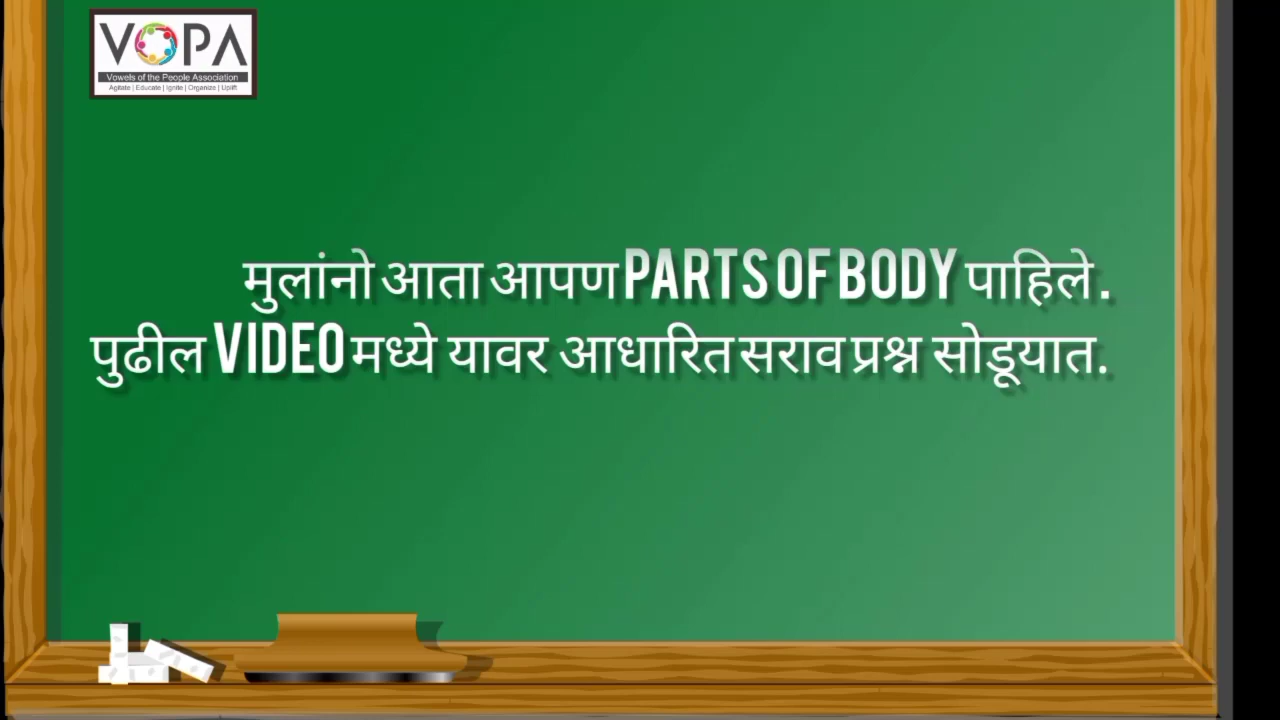 VOPA
Vowels of the People Association
Agitate | Educate | Ignite | Organize | Uplift
मुलांनो आता आपण PARTS OF BODY पाहिले .
पुढील VIDEO मध्ये यावर आधारित सराव प्रश्न सोडूयात.